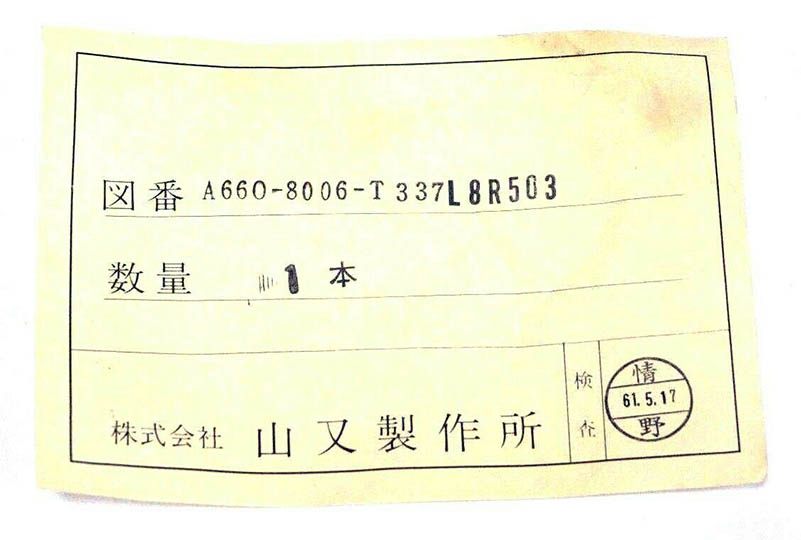 図番 A660-8006-T337L8R503
数量 1 本
株式会社 山又製作所
検査
情
61.5.17
野